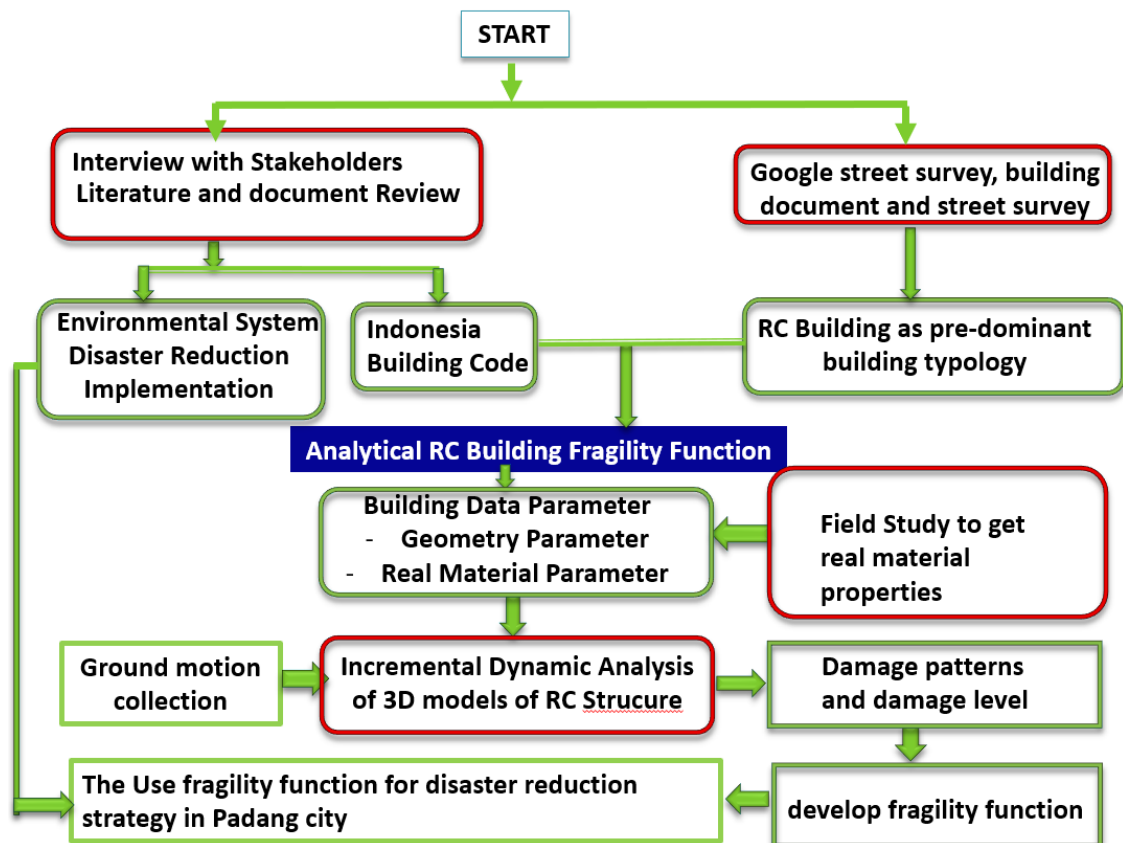 START
Interview with Stakeholders
Literature and document Review
Google street survey, building
document and street survey
Environmental System
Disaster Reduction
Implementation
Indonesia
Building Code
RC Building as pre-dominant
building typology
Analytical RC Building Fragility Function
Building Data Parameter
- Geometry Parameter
- Real Material Parameter
Field Study to get
real material
properties
Ground motion
collection
Incremental Dynamic Analysis
of 3D models of RC Strucure
Damage patterns
and damage level
The Use fragility function for disaster reduction
strategy in Padang city
develop fragility function